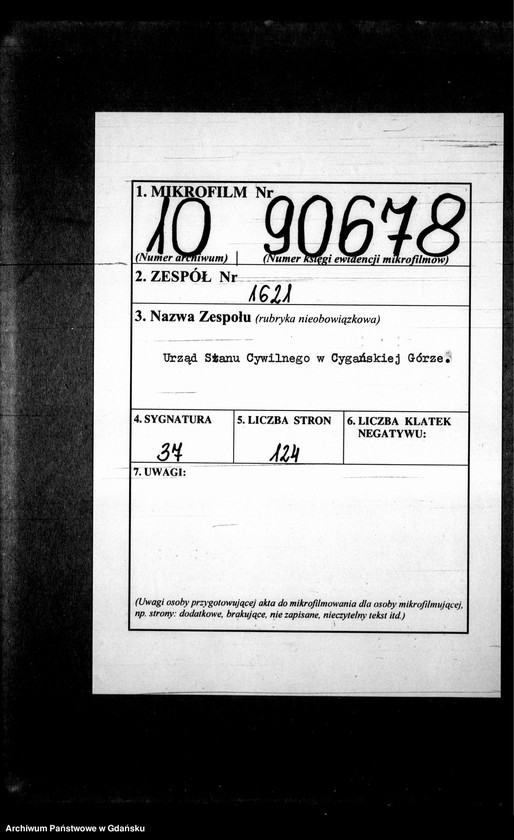 1. MIKROFILM Nr
10 90678
(Numer archiwum) (Numer księgi ewidencji mikrofilmów)
2. ZESPÓŁ Nr
1621
3. Nazwa Zespołu (rubryka nieobowiązkowa)
Urząd Stanu Cywilnego w Cygańskiej Górze.
4. SYGNATURA 5. LICZBA STRON 6. LICZBA KLATEK
NEGATYWU:
37 124
7. UWAGI:
(Uwagi osoby przygotowującej akta do mikrofilmowania dla osoby mikrofilmującej,
np. strony: dodatkowe, brakujące, nie zapisane, nieczytelny tekst itd.)
Archiwum Państwowe w Gdańsku